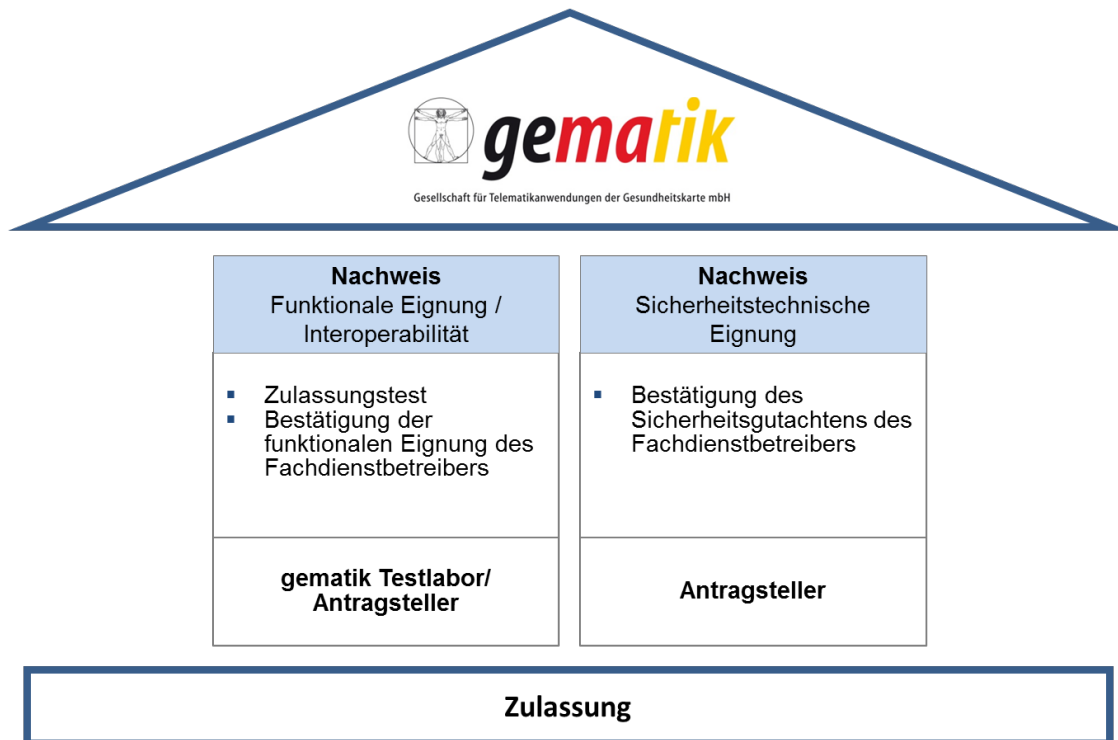 gematik
Gesellschaft für Telematikanwendungen der Gesundheitskarte mbH
Nachweis
Funktionale Eignung /
Interoperabilität
▪ Zulassungstest
▪ Bestätigung der
funktionalen Eignung des
Fachdienstbetreibers
gematik Testlabor/
Antragsteller
Nachweis
Sicherheitstechnische
Eignung
▪ Bestätigung des
Sicherheitsgutachtens des
Fachdienstbetreibers
Antragsteller
Zulassung